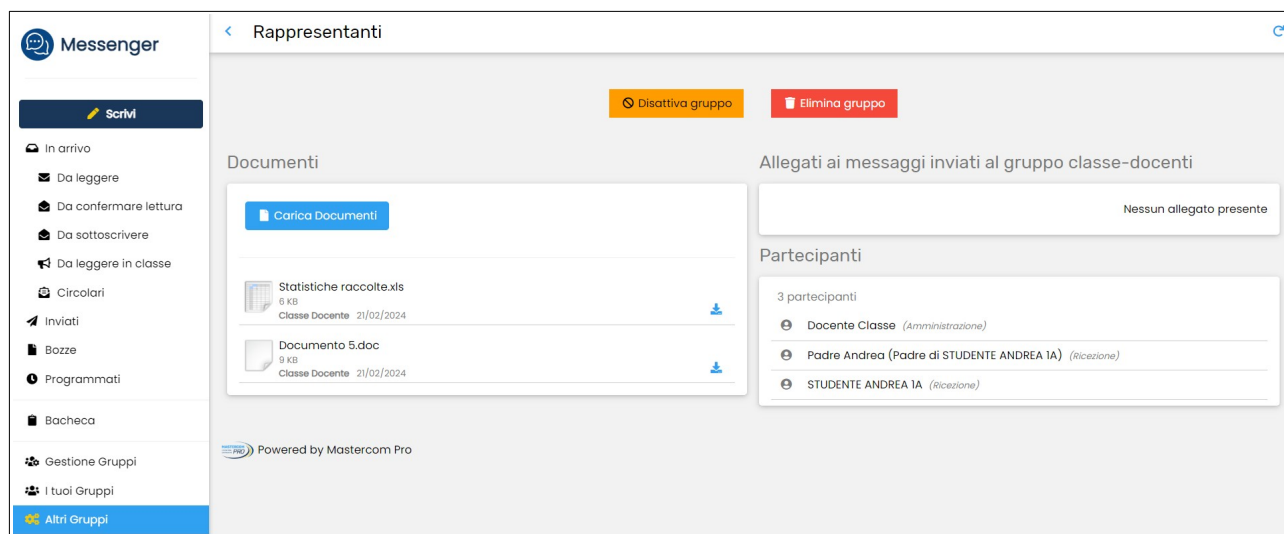 Messenger
Scrivi
In arrivo
Da leggere
Da confermare lettura
Da sottoscrivere
Da leggere in classe
Circolari
Inviati
Bozze
Programmati
Bacheca
Gestione Gruppi
I tuoi Gruppi
Altri Gruppi
Rappresentanti
Disattiva gruppo
Elimina gruppo
Documenti
Carica Documenti
Statistiche raccolte.xls
6 KB
Classe Docente 21/02/2024
Documento 5.doc
9 KB
Classe Docente 21/02/2024
Allegati ai messaggi inviati al gruppo classe-docenti
Nessun allegato presente
Partecipanti
3 partecipanti
Docente Classe (Amministrazione)
Padre Andrea (Padre di STUDENTE ANDREA 1A) (Ricezione)
STUDENTE ANDREA 1A (Ricezione)
Powered by Mastercom Pro